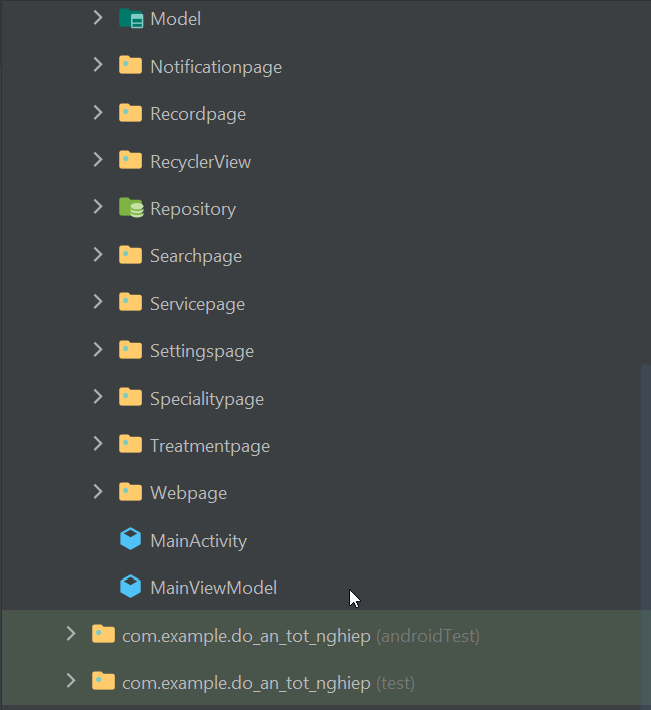 Model
Notificationpage
Recordpage
RecyclerView
Repository
Searchpage
Servicepage
Settingspage
Specialitypage
Treatmentpage
Webpage
MainActivity
MainViewModel
com.example.do_an_tot_nghiep (androidTest)
com.example.do_an_tot_nghiep (test)